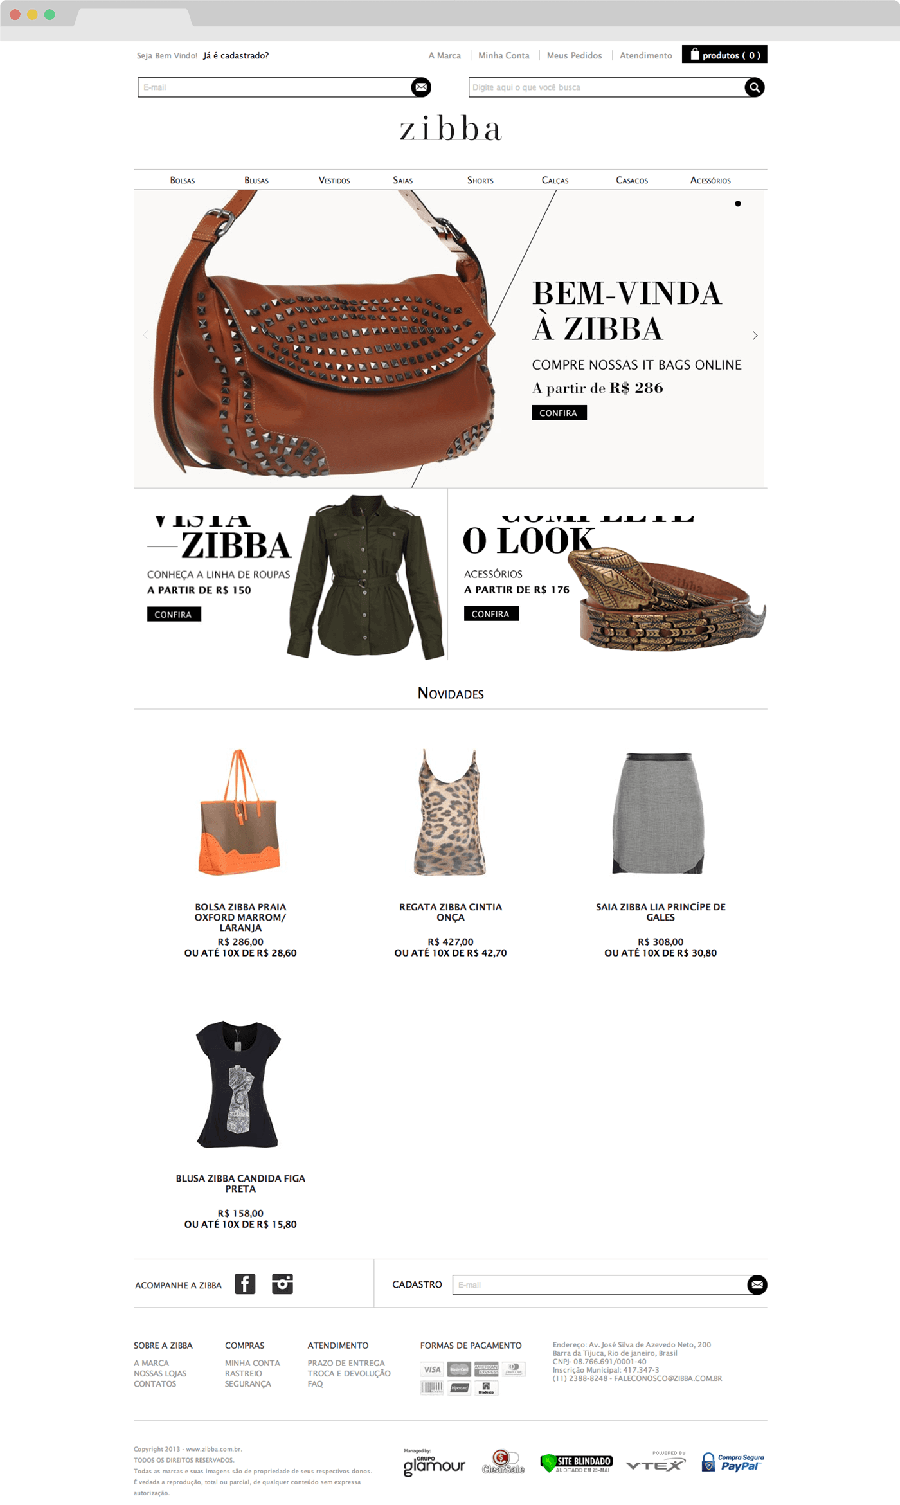 Seja Bem Vindo! Já é cadastrado?
A Marca
Minha Conta
Meus Pedidos
Atendimento
produtos ( 0 )
E-mail
Digite aqui o que você busca
zibba
Bolsas
Blusas
Vestidos
Saias
Shorts
Calças
Casacos
Acessórios
BEM-VINDA
À ZIBBA
COMPRE NOSSAS IT BAGS ONLINE
A partir de R$ 286
CONFIRA
VISTA
ZIBBA
CONHEÇA A LINHA DE ROUPAS
A PARTIR DE R$ 150
CONFIRA
COMPLETE
O LOOK
ACESSÓRIOS
A PARTIR DE R$ 176
CONFIRA
zibba
Novidades
BOLSA ZIBBA PRAIA
OXFORD MARROM/
LARANJA
R$ 286,00
OU ATÉ 10X DE R$ 28,60
REGATA ZIBBA CINTIA
ONÇA
R$ 427,00
OU ATÉ 10X DE R$ 42,70
SAIA ZIBBA LIA PRINCÍPE DE
GALES
R$ 308,00
OU ATÉ 10X DE R$ 30,80
BLUSA ZIBBA CANDIDA FIGA
PRETA
R$ 158,00
OU ATÉ 10X DE R$ 15,80
ACOMPANHE A ZIBBA
CADASTRO
E-mail
SOBRE A ZIBBA
A MARCA
NOSSAS LOJAS
CONTATOS
COMPRAS
MINHA CONTA
RASTREIO
SEGURANÇA
ATENDIMENTO
PRAZO DE ENTREGA
TROCA E DEVOLUÇÃO
FAQ
FORMAS DE PAGAMENTO
VISA
Endereço: Av. José Silva de Azevedo Neto, 200
Barra da Tijuca, Rio de Janeiro, Brasil
CNPJ: 08.766.691/0001-40
Inscrição Municipal: 417.347-3
(11) 2388-8248 - FALECONOSCO@ZIBBA.COM.BR
Copyright 2013 - www.zibba.com.br.
TODOS OS DIREITOS RESERVADOS.
Todas as marcas e suas imagens são de propriedade de seus respectivos donos.
É vedada a reprodução, total ou parcial, de qualquer conteúdo sem expressa
autorização.
Managed by:
GRUPO
glamour
ClearSale
SITE BLINDADO
POWERED BY
VTEX
Compra Segura
PayPal